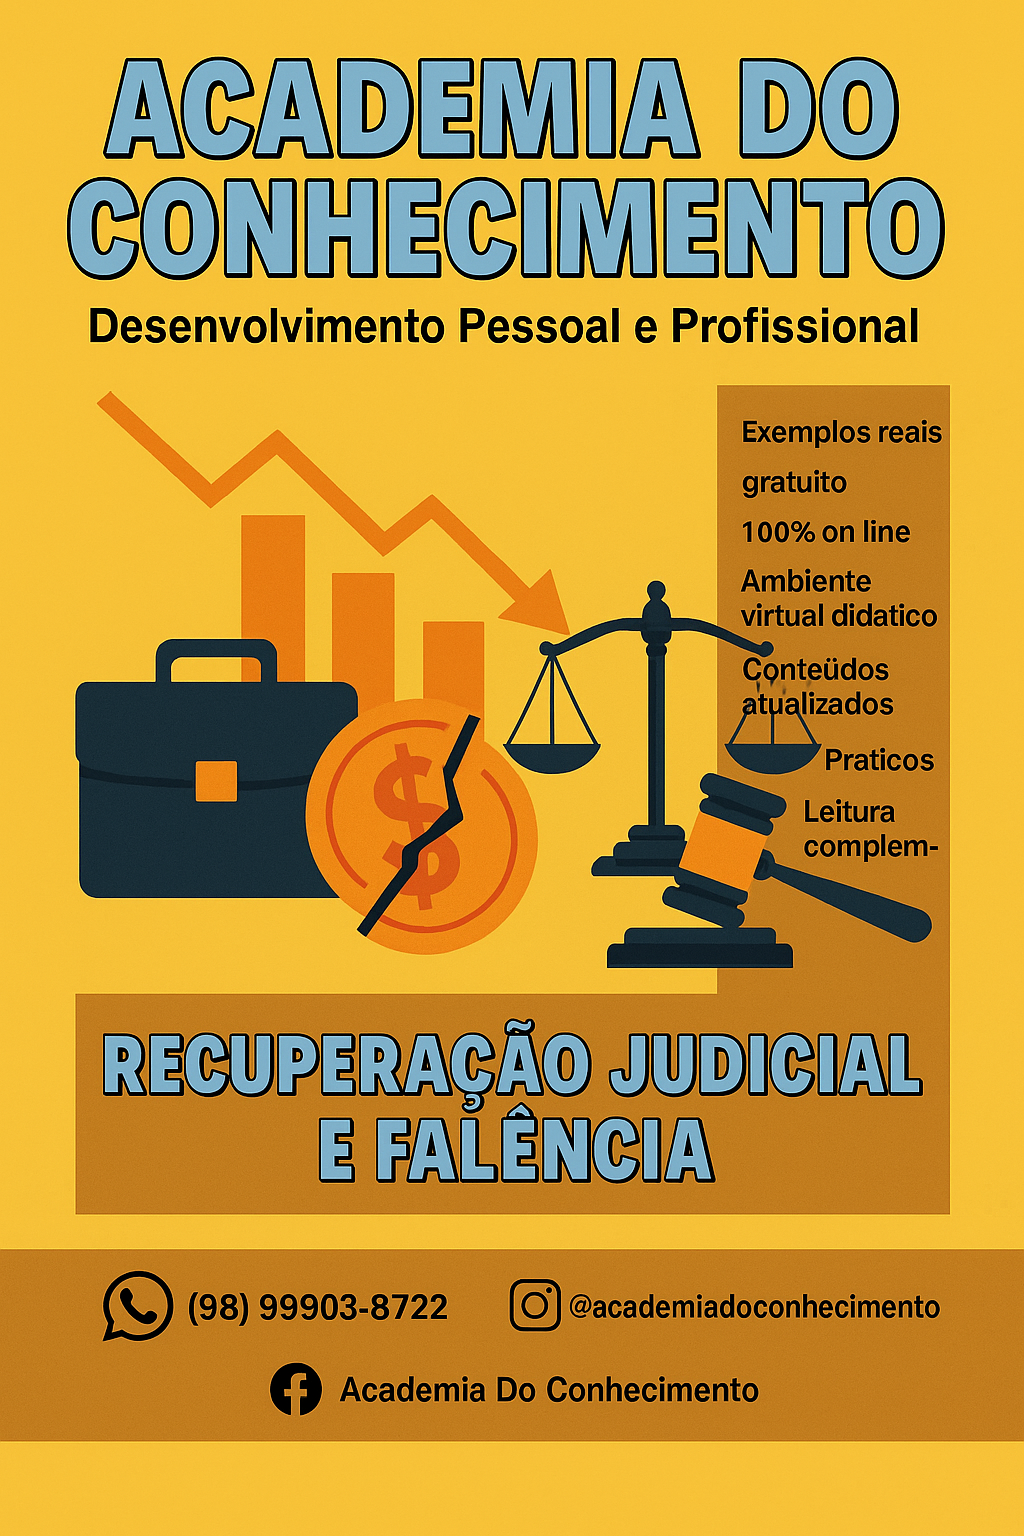 ACADEMIA DO
CONHECIMENTO
Desenvolvimento Pessoal e Profissional
Exemplos reais
gratuito
100% on line
Ambiente
virtual didatico
Conteüdos
atualizados
Praticos
Leitura
complem-
$
RECUPERAÇÃO JUDICIAL
E FALÊNCIA
(98) 99903-8722
@academiadoconhecimento
Academia Do Conhecimento